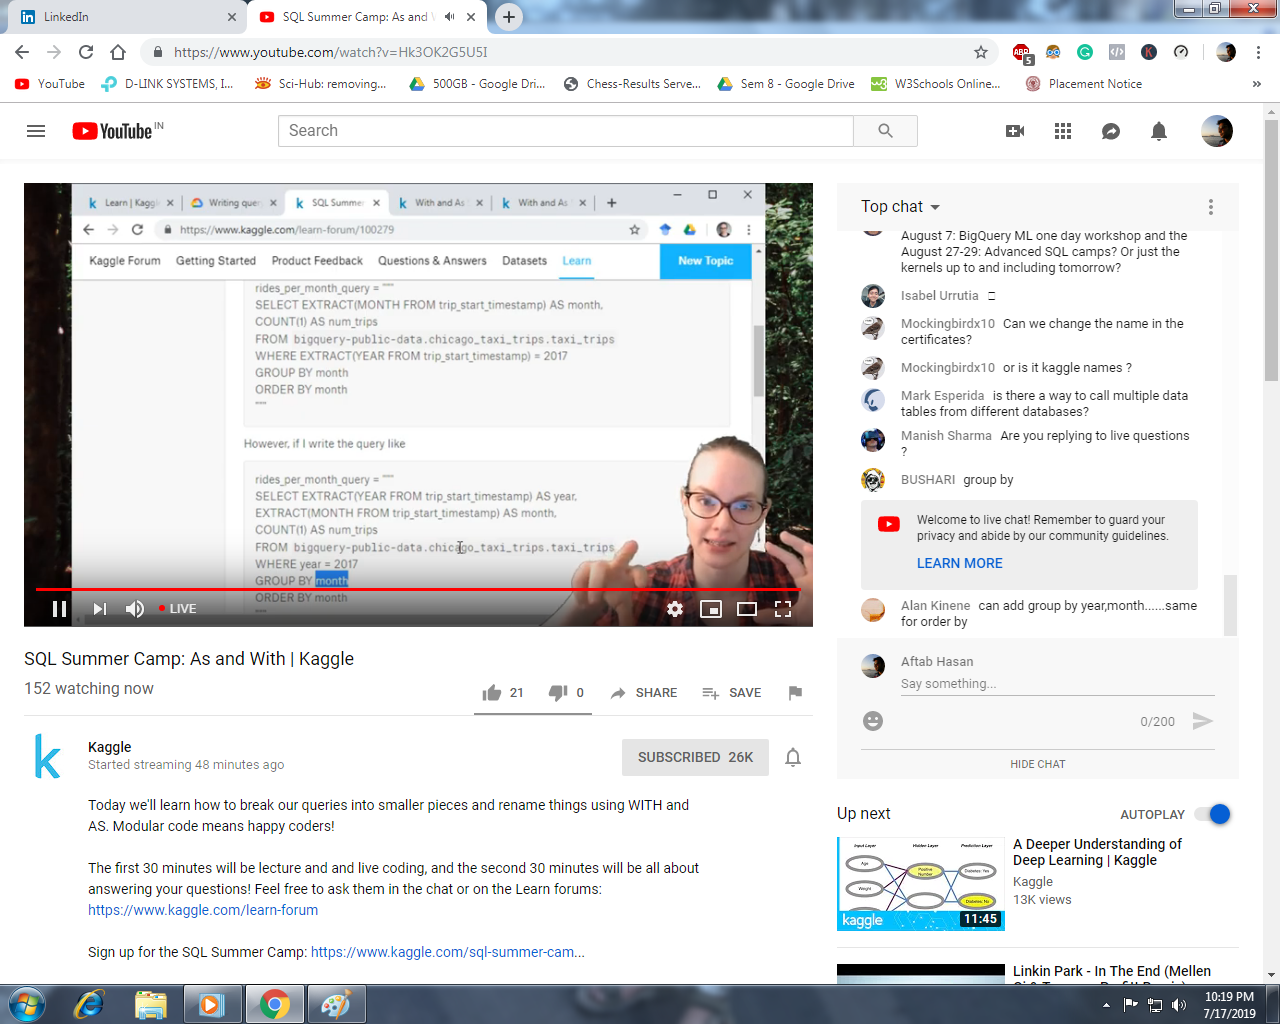 LinkedIn
SQL Summer Camp: As and W
https://www.youtube.com/watch?v=Hk3OK2G5U5I
ABP
5
YouTube
D-LINK SYSTEMS, I...
Sci-Hub: removing...
500GB - Google Dri...
Chess-Results Serve...
Sem 8 - Google Drive
W3Schools Online...
Placement Notice
»
YouTube IN
Search
Learn | Kaggl
Writing quer
SQL Summer
With and As
With and As
https://www.kaggle.com/learn-forum/100279
Kaggle Forum
Getting Started
Product Feedback
Questions & Answers
Datasets
Learn
New Topic
rides_per_month_query = """
SELECT EXTRACT(MONTH FROM trip_start_timestamp) AS month,
COUNT(1) AS num_trips
FROM bigquery-public-data.chicago_taxi_trips.taxi_trips
WHERE EXTRACT(YEAR FROM trip_start_timestamp) = 2017
GROUP BY month
ORDER BY month
"""
However, if I write the query like
rides_per_month_query = """
SELECT EXTRACT(YEAR FROM trip_start_timestamp) AS year,
EXTRACT(MONTH FROM trip_start_timestamp) AS month,
COUNT(1) AS num_trips
FROM bigquery-public-data.chicago_taxi_trips.taxi_trips
WHERE year = 2017
GROUP BY month
ORDER BY month
"""
LIVE
SQL Summer Camp: As and With | Kaggle
152 watching now
21
0
SHARE
SAVE
Kaggle
Started streaming 48 minutes ago
SUBSCRIBED 26K
Today we'll learn how to break our queries into smaller pieces and rename things using WITH and
AS. Modular code means happy coders!
The first 30 minutes will be lecture and and live coding, and the second 30 minutes will be all about
answering your questions! Feel free to ask them in the chat or on the Learn forums:
https://www.kaggle.com/learn-forum
Sign up for the SQL Summer Camp: https://www.kaggle.com/sql-summer-cam...
Top chat
August 7: BigQuery ML one day workshop and the
August 27-29: Advanced SQL camps? Or just the
kernels up to and including tomorrow?
Isabel Urrutia
Mockingbirdx10 Can we change the name in the
certificates?
Mockingbirdx10 or is it kaggle names ?
Mark Esperida is there a way to call multiple data
tables from different databases?
Manish Sharma Are you replying to live questions
?
BUSHARI group by
Welcome to live chat! Remember to guard your
privacy and abide by our community guidelines.
LEARN MORE
Alan Kinene can add group by year,month......same
for order by
Aftab Hasan
Say something...
0/200
HIDE CHAT
Up next
AUTOPLAY
Input Layer
Hidden Layer
Prediction Layer
Age
Positive
Number
Diabetes: Yes
Weight
Diabetes: No
kaggle
11:45
A Deeper Understanding of
Deep Learning | Kaggle
Kaggle
13K views
Linkin Park - In The End (Mellen
10:19 PM
7/17/2019